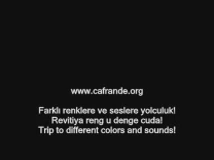 www.cafrande.org
Farklı renklere ve seslere yolculuk!
Revitiya reng u denge cuda!
Trip to different colors and sounds!